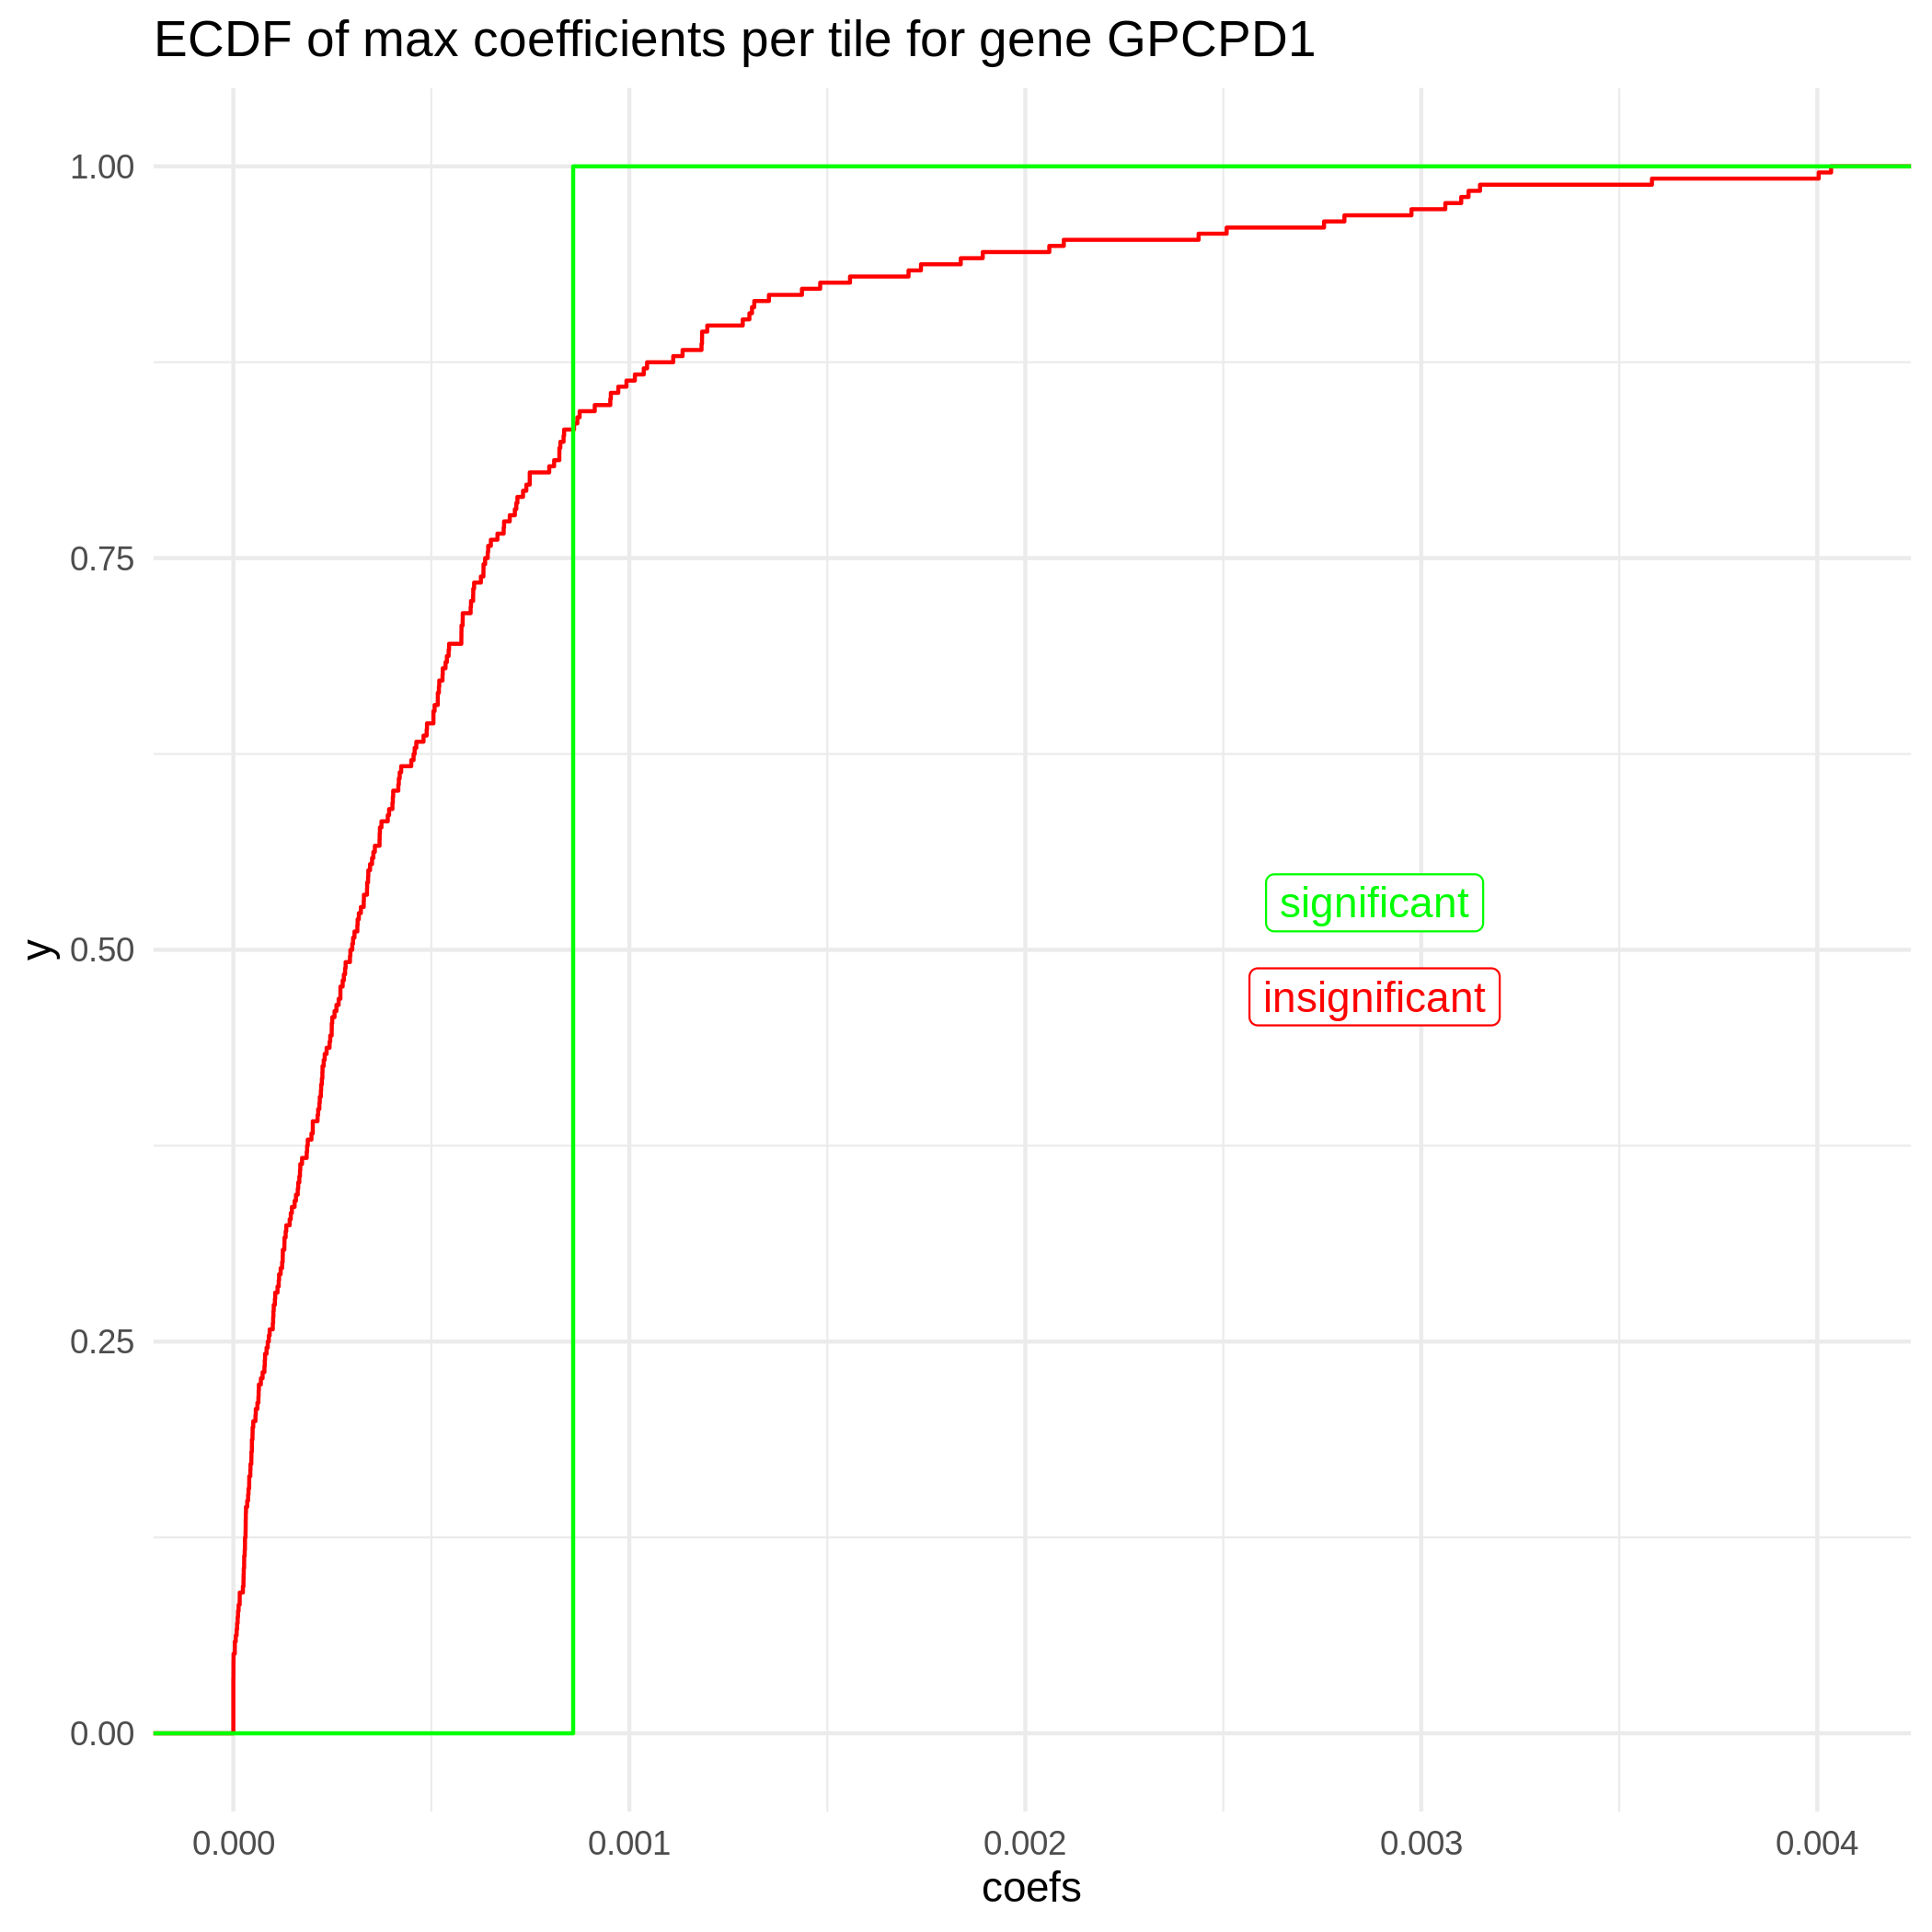 ECDF of max coefficients per tile for gene GPCPD1
1.00
0.75
0.50
0.25
0.00
y
significant
insignificant
0.000 0.001 0.002 0.003 0.004
coefs